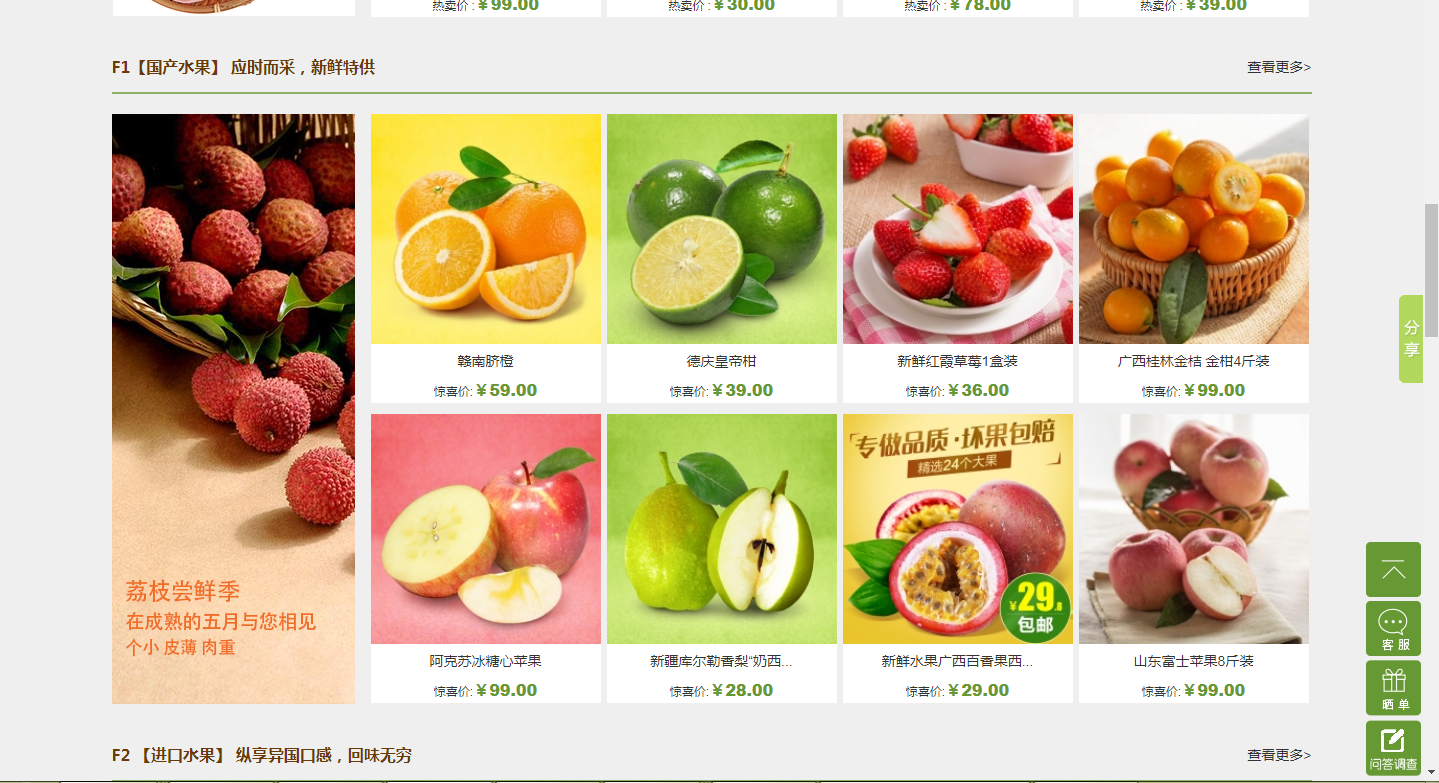 热卖价 : ¥ 99.00
热卖价 : ¥ 30.00
热卖价 : ¥ 78.00
热卖价 : ¥ 39.00
F1【国产水果】 应时而采，新鲜特供
查看更多>
荔枝尝鲜季
在成熟的五月与您相见
个小 皮薄 肉重
赣南脐橙
惊喜价: ¥ 59.00
德庆皇帝柑
惊喜价: ¥ 39.00
新鲜红霞草莓1盒装
惊喜价: ¥ 36.00
广西桂林金桔 金柑4斤装
惊喜价: ¥ 99.00
阿克苏冰糖心苹果
惊喜价: ¥ 99.00
新疆库尔勒香梨“奶西...
惊喜价: ¥ 28.00
专做品质·坏果包赔
精选24个大果
¥29.8
包邮
新鲜水果广西百香果西...
惊喜价: ¥ 29.00
山东富士苹果8斤装
惊喜价: ¥ 99.00
F2 【进口水果】 纵享异国口感，回味无穷
查看更多>
分
享
客 服
晒 单
问答调查